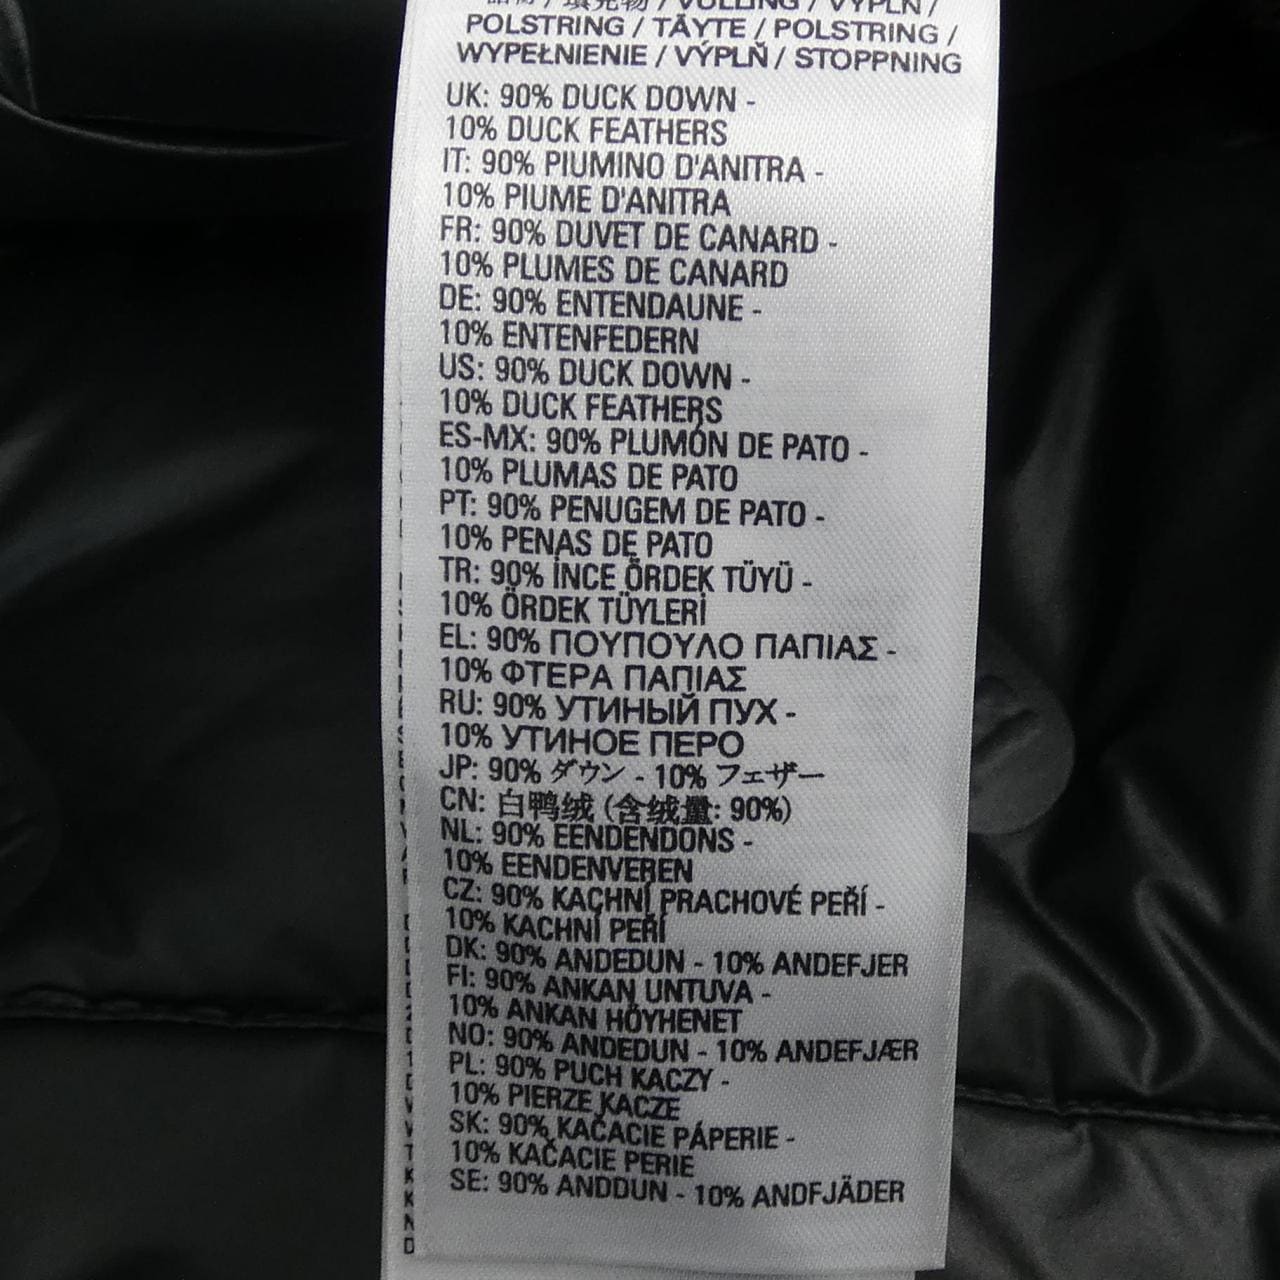 填充物 / VULLING / VÝPLŇ /
POLSTRING / TÄYTE / POLSTRING /
WYPEŁNIENIE / VÝPLŇ / STOPPNING
UK: 90% DUCK DOWN -
10% DUCK FEATHERS
IT: 90% PIUMINO D'ANITRA -
10% PIUME D'ANITRA
FR: 90% DUVET DE CANARD -
10% PLUMES DE CANARD
DE: 90% ENTENDAUNE -
10% ENTENFEDERN
US: 90% DUCK DOWN -
10% DUCK FEATHERS
ES-MX: 90% PLUMÓN DE PATO -
10% PLUMAS DE PATO
PT: 90% PENUGEM DE PATO -
10% PENAS DE PATO
TR: 90% İNCE ÖRDEK TÜYÜ -
10% ÖRDEK TÜYLERİ
EL: 90% ΠΟΥΠΟΥΛΟ ΠΑΠΙΑΣ -
10% ΦΤΕΡΑ ΠΑΠΙΑΣ
RU: 90% УТИНЫЙ ПУХ -
10% УТИНОЕ ПЕРО
JP: 90% ダウン - 10% フェザー
CN: 白鸭绒 (含绒量: 90%)
NL: 90% EENDENDONS -
10% EENDENVEREN
CZ: 90% KACHNÍ PRACHOVÉ PEŘÍ -
10% KACHNÍ PEŘÍ
DK: 90% ANDEDUN - 10% ANDEFJER
FI: 90% ANKAN UNTUVA -
10% ANKAN HÖYHENET
NO: 90% ANDEDUN - 10% ANDEFJÆR
PL: 90% PUCH KACZY -
10% PIERZE KACZE
SK: 90% KAČACIE PÁPERIE -
10% KAČACIE PERIE
SE: 90% ANDDUN - 10% ANDFJÄDER